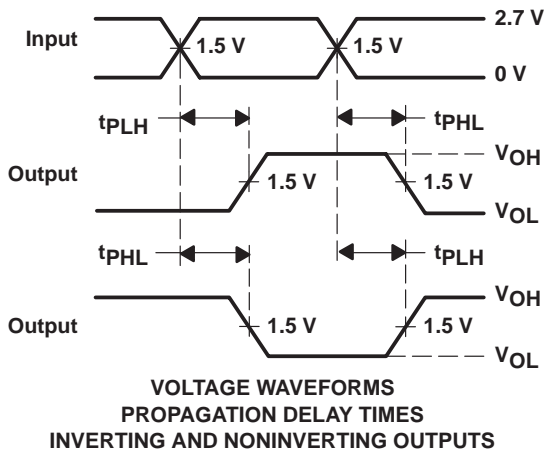 2.7 V
Input
1.5 V
1.5 V
0 V
tPLH
tPHL
VOH
Output
1.5 V
1.5 V
VOL
tPHL
tPLH
VOH
Output
1.5 V
1.5 V
VOL
VOLTAGE WAVEFORMS
PROPAGATION DELAY TIMES
INVERTING AND NONINVERTING OUTPUTS